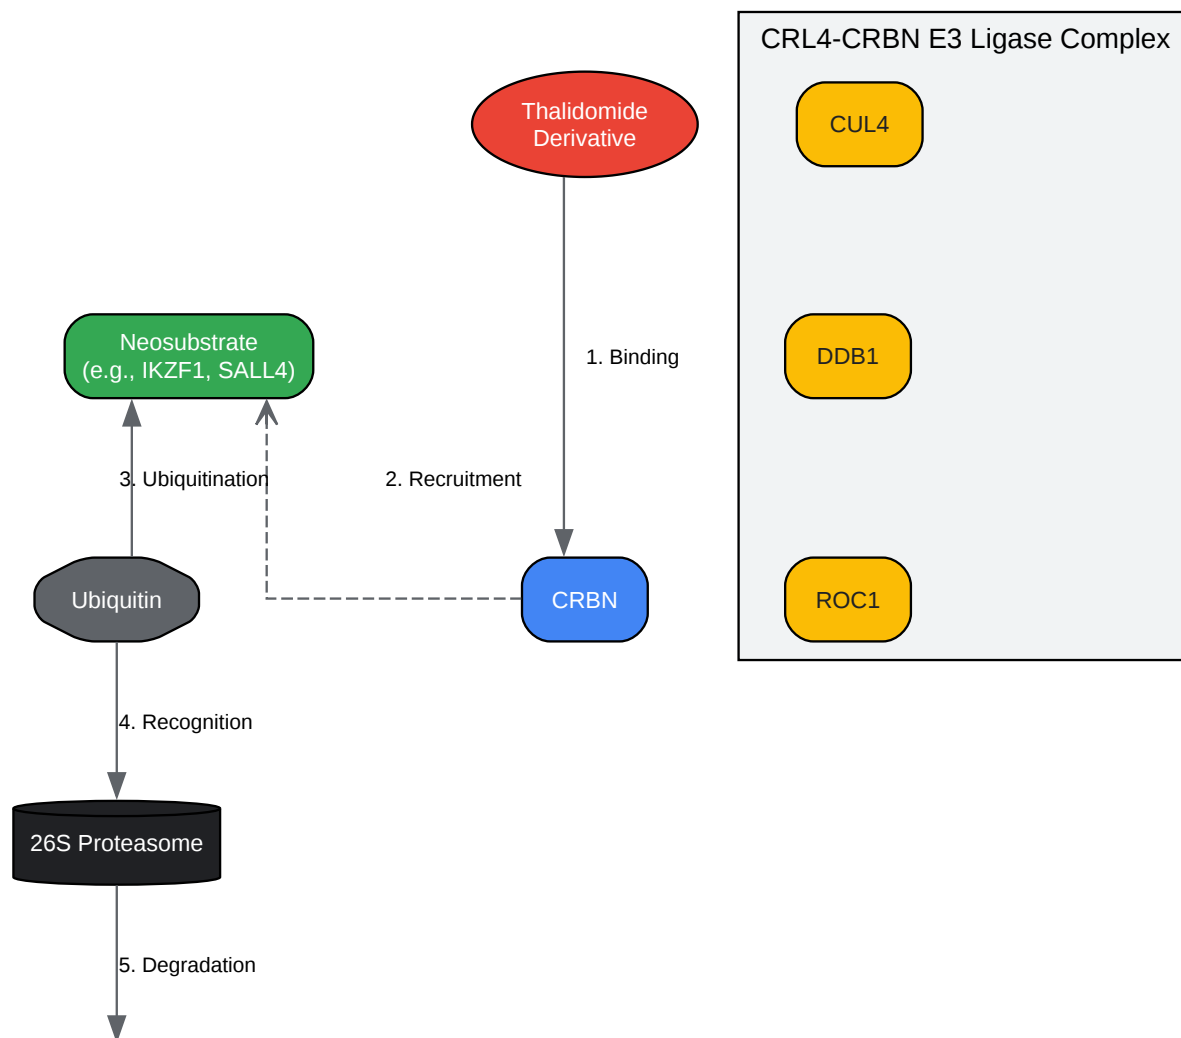 CRL4-CRBN E3 Ligase Complex
Thalidomide
Derivative
CUL4
Neosubstrate
(e.g., IKZF1, SALL4)
1. Binding
DDB1
3. Ubiquitination
2. Recruitment
Ubiquitin
CRBN
ROC1
4. Recognition
26S Proteasome
5. Degradation